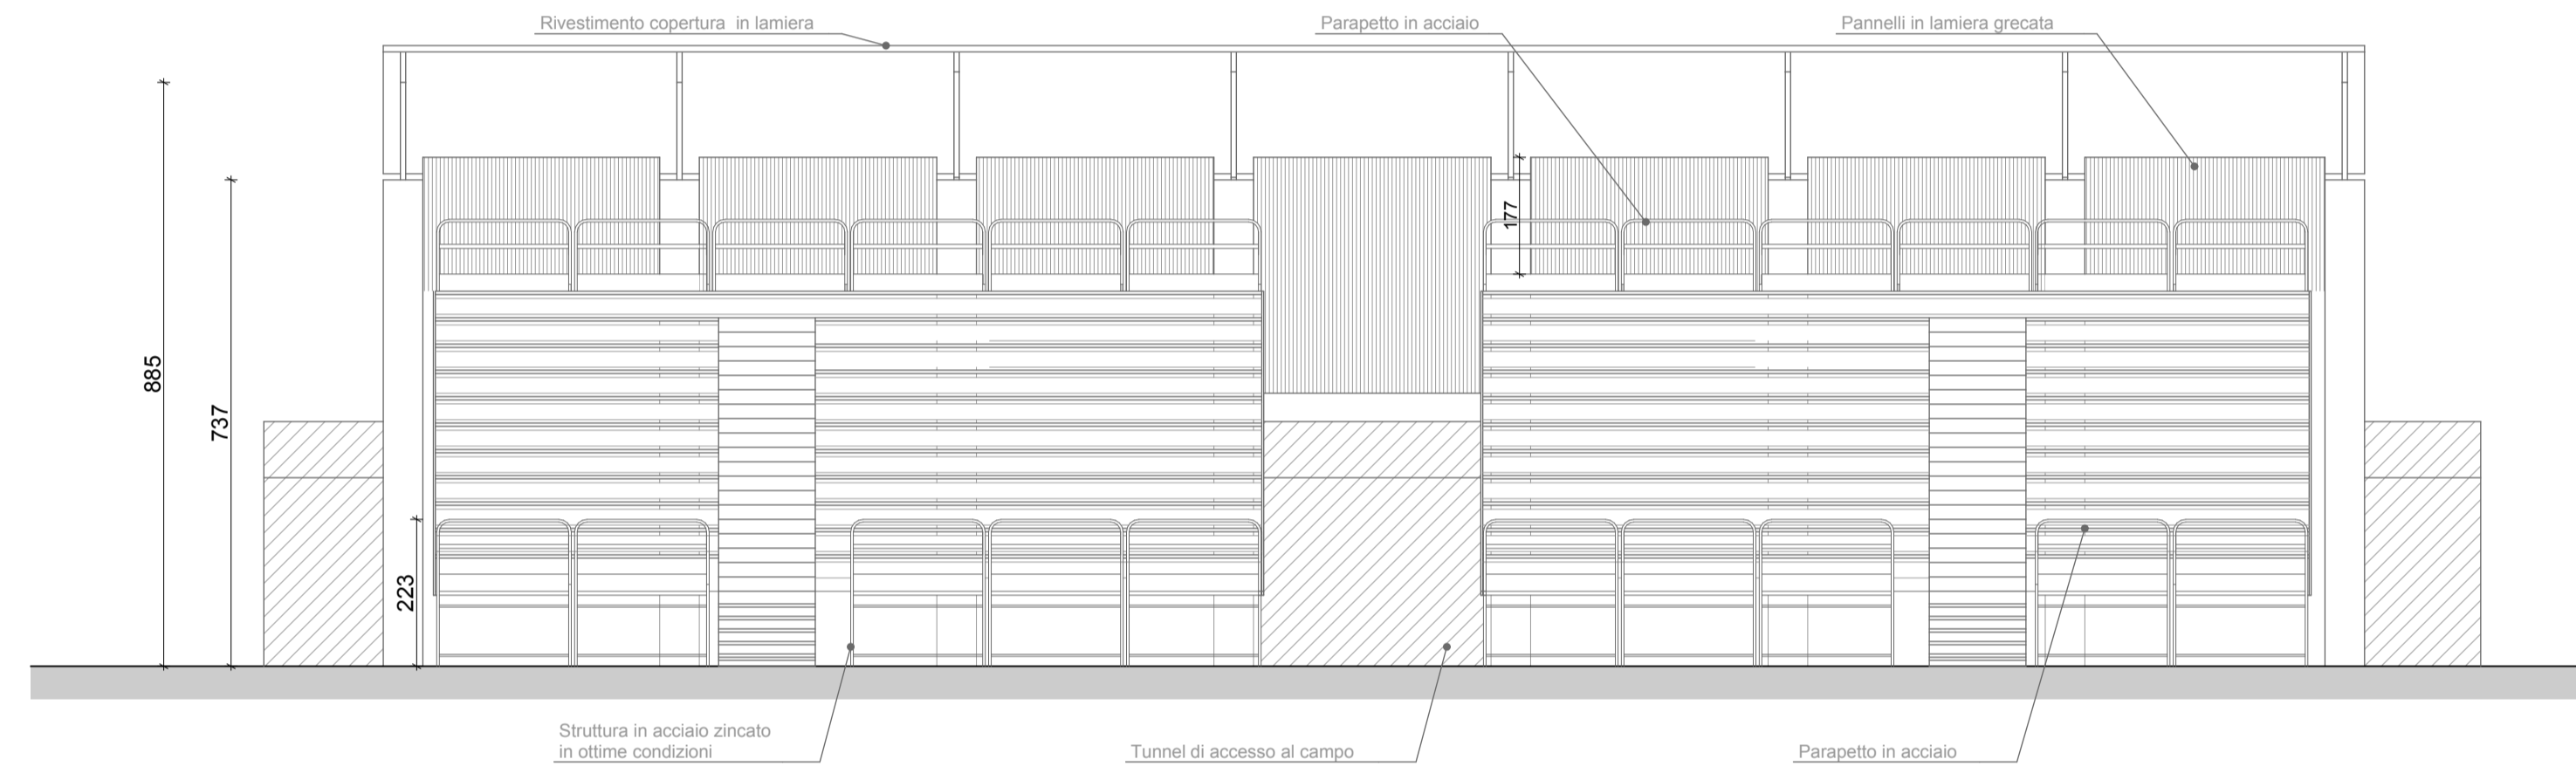 Rivestimento copertura in lamiera
Parapetto in acciaio
Pannelli in lamiera grecata
885
737
177
223
Struttura in acciaio zincato
in ottime condizioni
Tunnel di accesso al campo
Parapetto in acciaio